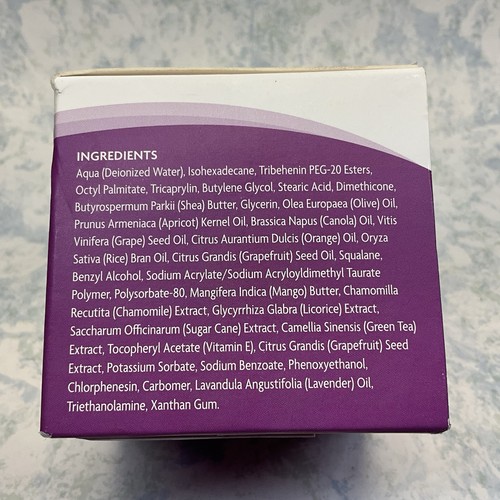 INGREDIENTS
Aqua (Deionized Water), Isohexadecane, Tribehenin PEG-20 Esters,
Octyl Palmitate, Tricaprylin, Butylene Glycol, Stearic Acid, Dimethicone,
Butyrospermum Parkii (Shea) Butter, Glycerin, Olea Europaea (Olive) Oil,
Prunus Armeniaca (Apricot) Kernel Oil, Brassica Napus (Canola) Oil, Vitis
Vinifera (Grape) Seed Oil, Citrus Aurantium Dulcis (Orange) Oil, Oryza
Sativa (Rice) Bran Oil, Citrus Grandis (Grapefruit) Seed Oil, Squalane,
Benzyl Alcohol, Sodium Acrylate/Sodium Acryloyldimethyl Taurate
Polymer, Polysorbate-80, Mangifera Indica (Mango) Butter, Chamomilla
Recutita (Chamomile) Extract, Glycyrrhiza Glabra (Licorice) Extract,
Saccharum Officinarum (Sugar Cane) Extract, Camellia Sinensis (Green Tea)
Extract, Tocopheryl Acetate (Vitamin E), Citrus Grandis (Grapefruit) Seed
Extract, Potassium Sorbate, Sodium Benzoate, Phenoxyethanol,
Chlorphenesin, Carbomer, Lavandula Angustifolia (Lavender) Oil,
Triethanolamine, Xanthan Gum.